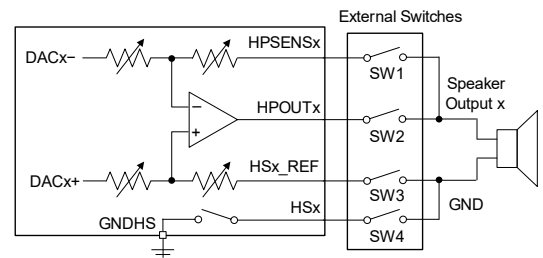 External Switches
HPSENSx
DACx−
SW1
Speaker
Output x
−
HPOUTx
+
SW2
HSx_REF
DACx+
SW3
GND
GNDHS
HSx
SW4